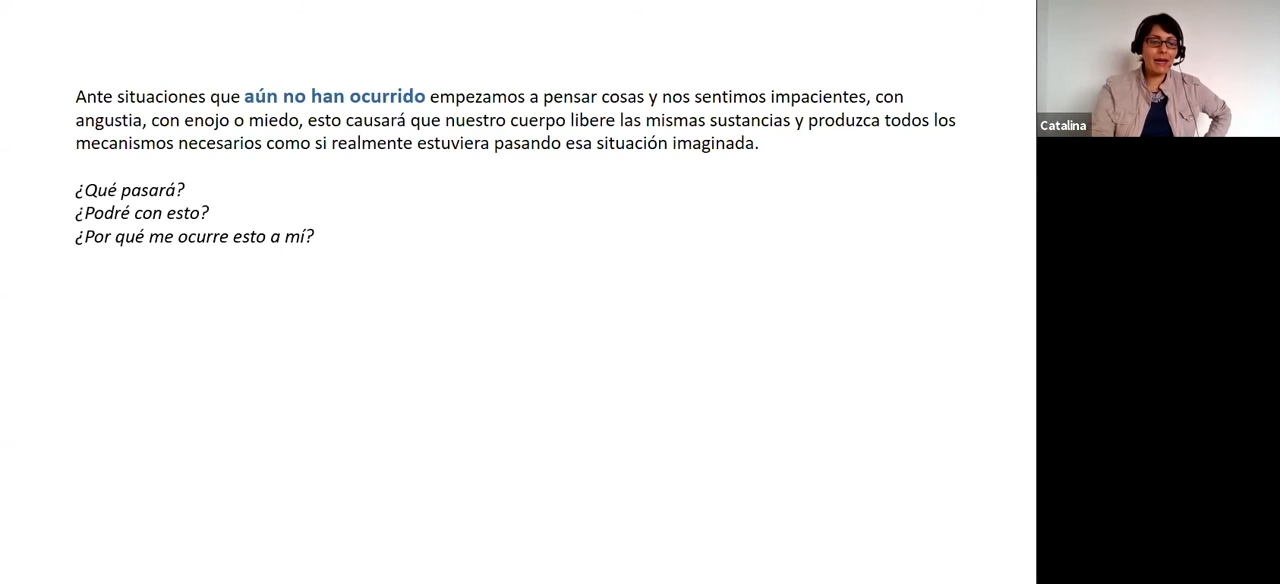 Ante situaciones que aún no han ocurrido empezamos a pensar cosas y nos sentimos impacientes, con
angustia, con enojo o miedo, esto causará que nuestro cuerpo libere las mismas sustancias y produzca todos los
mecanismos necesarios como si realmente estuviera pasando esa situación imaginada.
¿Qué pasará?
¿Podré con esto?
¿Por qué me ocurre esto a mí?
Catalina